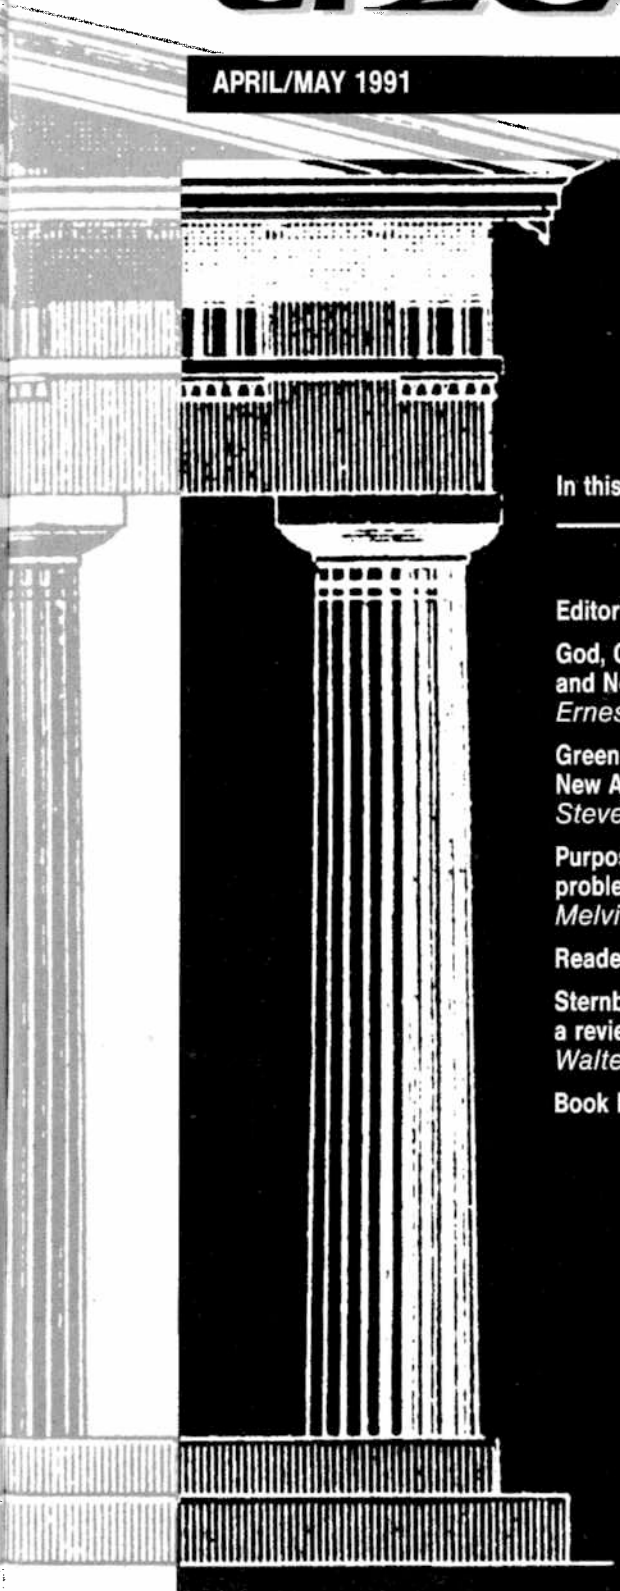 APRIL/MAY 1991
In this
Editor
God,
and
Ernes
Green
New A
Steve
Purpos
proble
Melvi
Reade
Sternb
a revie
Walte
Book